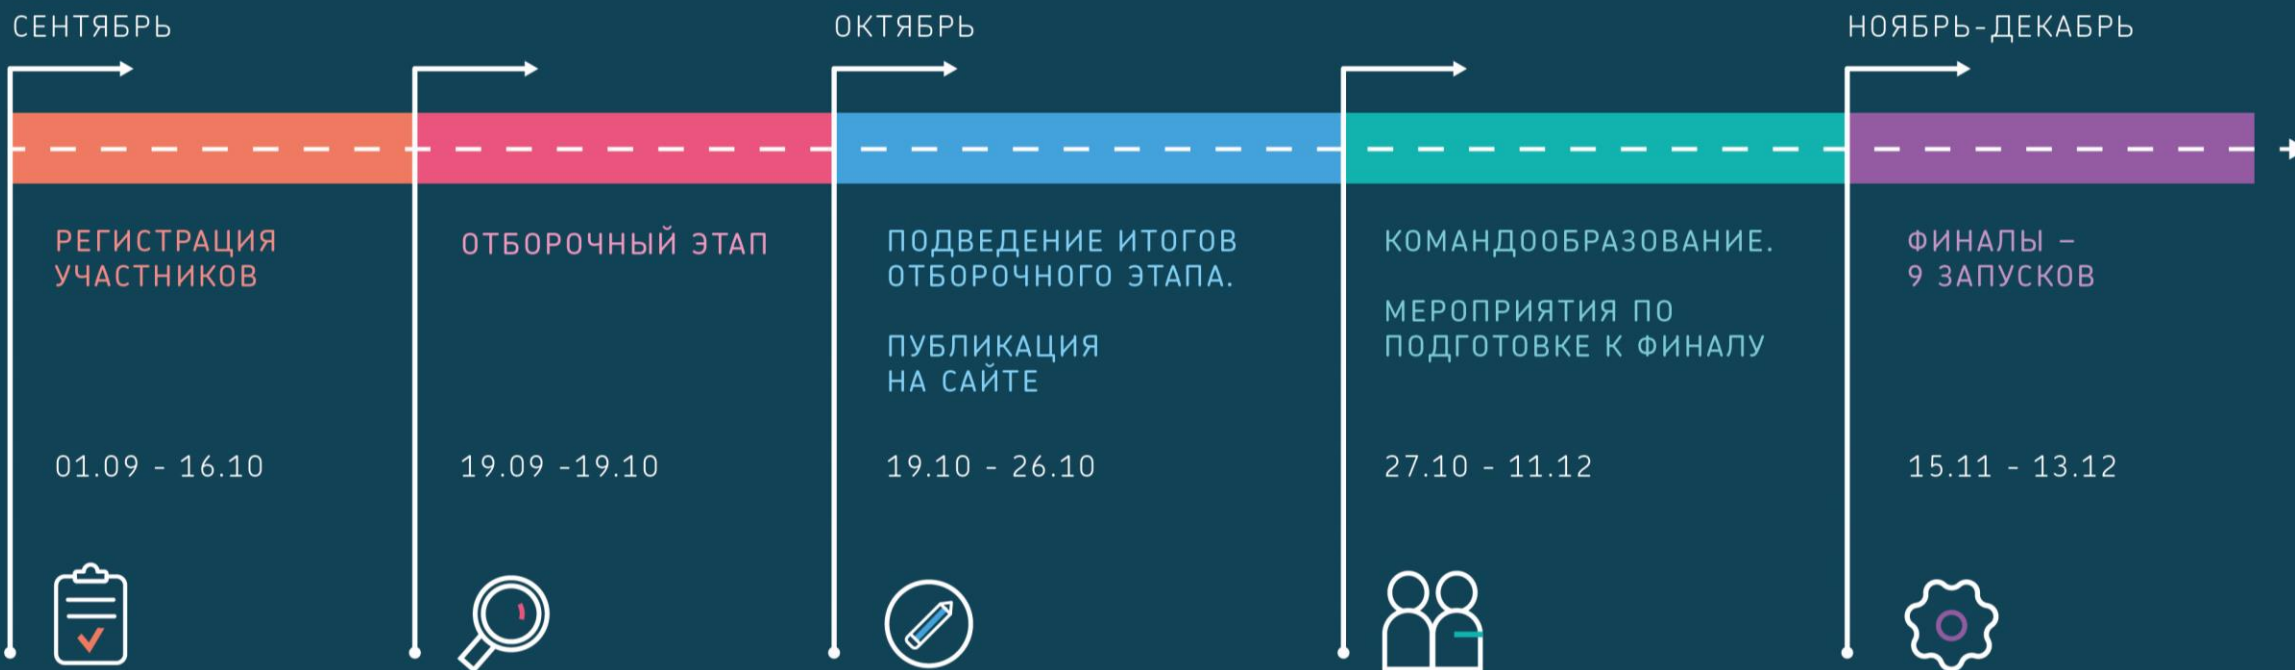 СЕНТЯБРЬ
ОКТЯБРЬ
НОЯБРЬ-ДЕКАБРЬ
РЕГИСТРАЦИЯ
УЧАСТНИКОВ
01.09 - 16.10
ОТБОРОЧНЫЙ ЭТАП
19.09 -19.10
ПОДВЕДЕНИЕ ИТОГОВ
ОТБОРОЧНОГО ЭТАПА.
ПУБЛИКАЦИЯ
НА САЙТЕ
19.10 - 26.10
КОМАНДООБРАЗОВАНИЕ.
МЕРОПРИЯТИЯ ПО
ПОДГОТОВКЕ К ФИНАЛУ
27.10 - 11.12
ФИНАЛЫ –
9 ЗАПУСКОВ
15.11 - 13.12